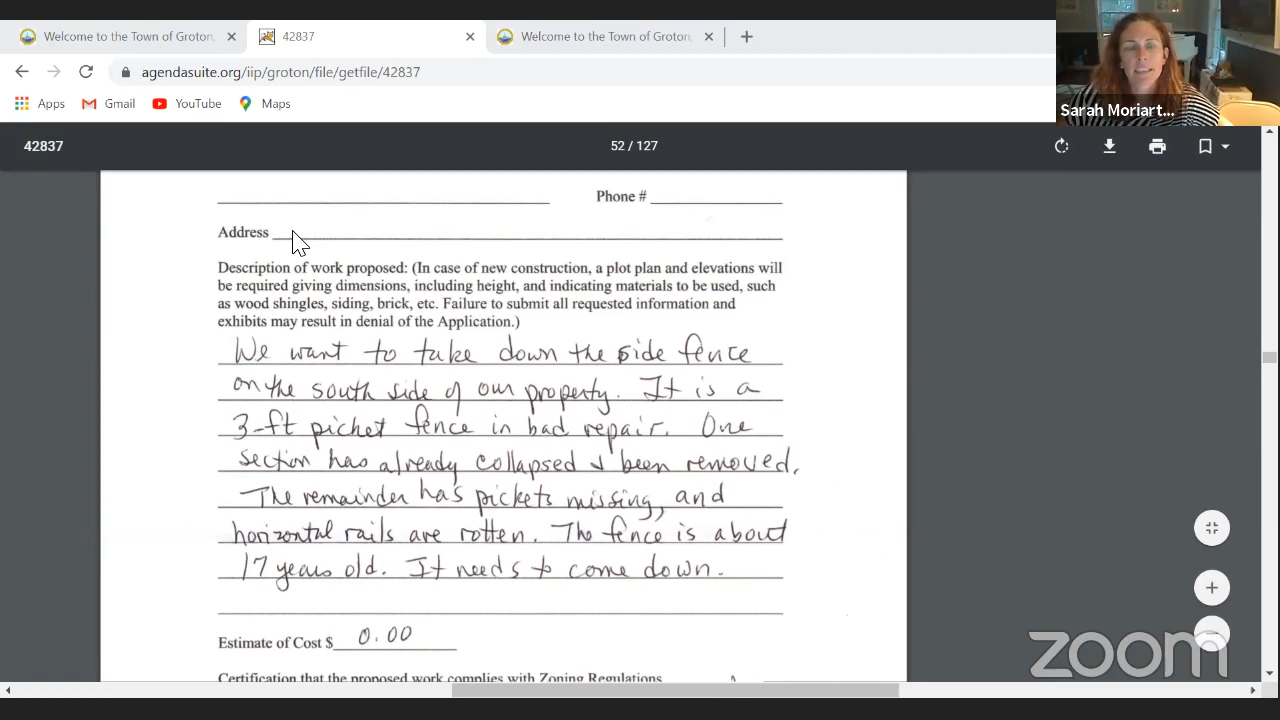 Welcome to the Town of Groton,
42837
Welcome to the Town of Groton,
agendasuite.org/iip/groton/file/getfile/42837
Apps Gmail YouTube Maps
Sarah Moriart...
42837 52 / 127
Phone #
Address
Description of work proposed: (In case of new construction, a plot plan and elevations will
be required giving dimensions, including height, and indicating materials to be used, such
as wood shingles, siding, brick, etc. Failure to submit all requested information and
exhibits may result in denial of the Application.)
We want to take down the side fence
on the south side of our property. It is a
3-ft picket fence in bad repair. One
section has already collapsed & been removed.
The remainder has pickets missing, and
horizontal rails are rotten. The fence is about
17 years old. It needs to come down.
Estimate of Cost $ 0.00
Certification that the proposed work complies with Zoning Regulations
zoom